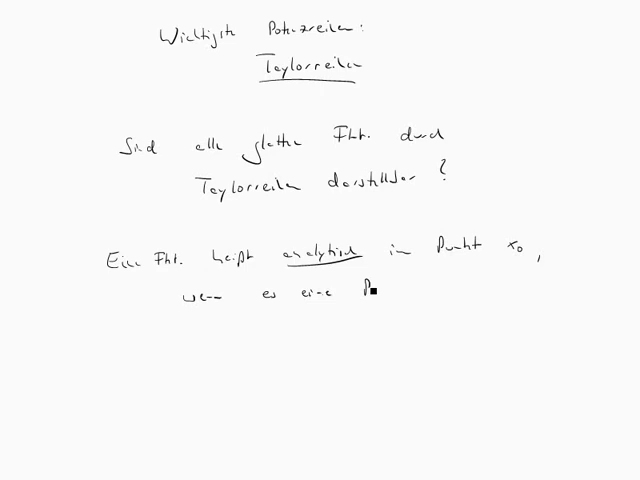 Wichtigste Potenzreihen:
Taylorreihen
Sind alle glatten Fkt. durch
Taylorreihen darstellbar?
Eine Fkt. heißt analytisch im Punkt x₀,
wenn es eine P